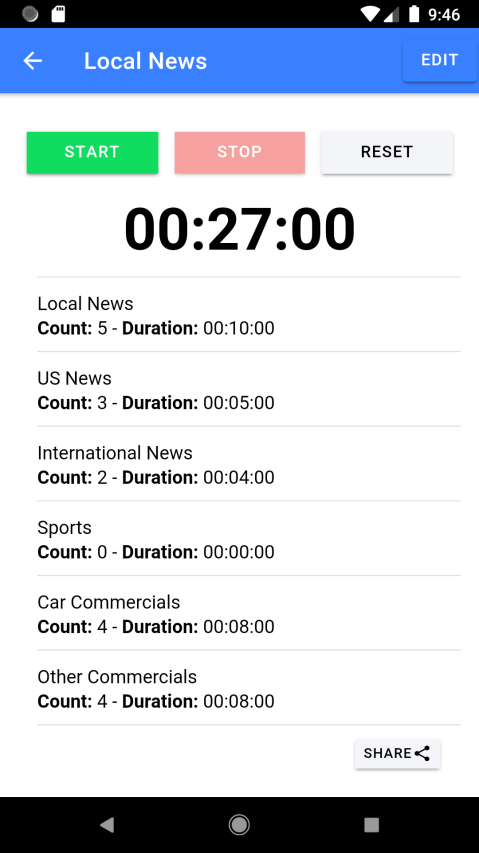 9:46
Local News EDIT
START STOP RESET
00:27:00
Local News
Count: 5 - Duration: 00:10:00
US News
Count: 3 - Duration: 00:05:00
International News
Count: 2 - Duration: 00:04:00
Sports
Count: 0 - Duration: 00:00:00
Car Commercials
Count: 4 - Duration: 00:08:00
Other Commercials
Count: 4 - Duration: 00:08:00
SHARE